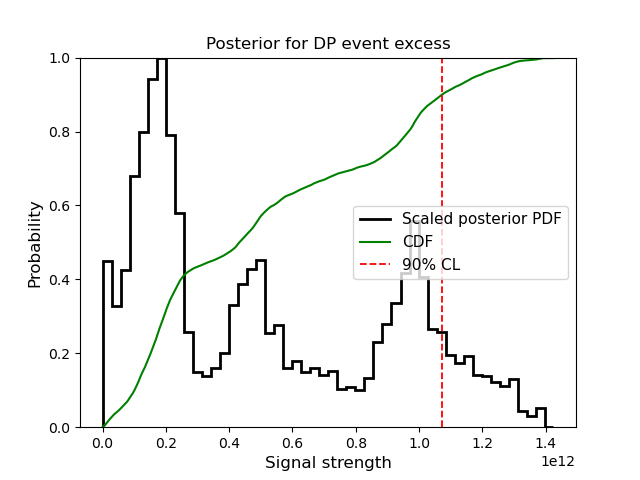 Posterior for DP event excess
1.0
0.8
0.6
0.4
0.2
0.0
Probability
Scaled posterior PDF
CDF
90% CL
0.0 0.2 0.4 0.6 0.8 1.0 1.2 1.4
1e12
Signal strength